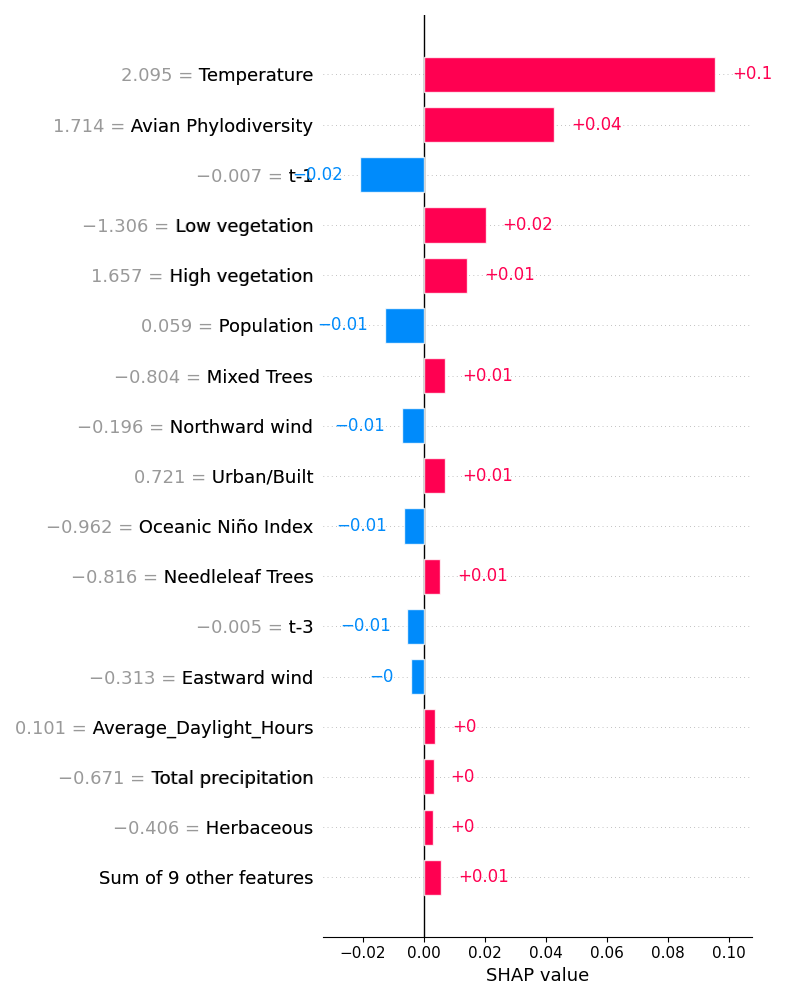 2.095 = Temperature +0.1
1.714 = Avian Phylodiversity +0.04
−0.007 = t-1 −0.02
−1.306 = Low vegetation +0.02
1.657 = High vegetation +0.01
0.059 = Population −0.01
−0.804 = Mixed Trees +0.01
−0.196 = Northward wind −0.01
0.721 = Urban/Built +0.01
−0.962 = Oceanic Niño Index −0.01
−0.816 = Needleleaf Trees +0.01
−0.005 = t-3 −0.01
−0.313 = Eastward wind −0
0.101 = Average_Daylight_Hours +0
−0.671 = Total precipitation +0
−0.406 = Herbaceous +0
Sum of 9 other features +0.01
−0.02 0.00 0.02 0.04 0.06 0.08 0.10
SHAP value